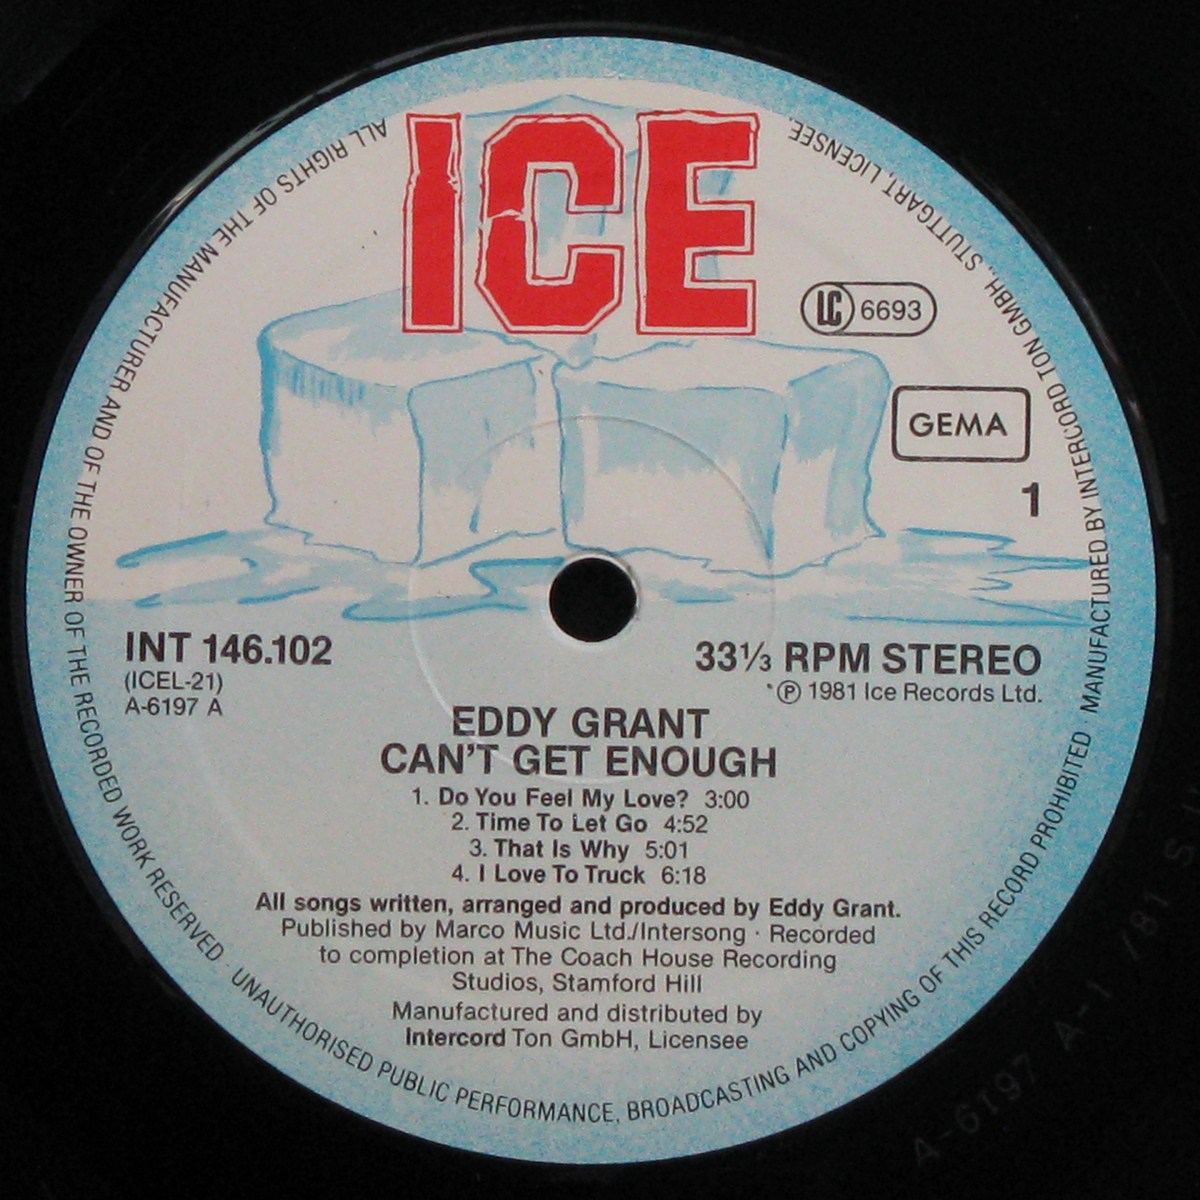 ICE
LC 6693
GEMA
1
INT 146.102
(ICEL-21)
A-6197 A
33⅓ RPM STEREO
℗ 1981 Ice Records Ltd.
EDDY GRANT
CAN'T GET ENOUGH
1. Do You Feel My Love? 3:00
2. Time To Let Go 4:52
3. That Is Why 5:01
4. I Love To Truck 6:18
All songs written, arranged and produced by Eddy Grant.
Published by Marco Music Ltd./Intersong · Recorded
to completion at The Coach House Recording
Studios, Stamford Hill
Manufactured and distributed by
Intercord Ton GmbH, Licensee
ALL RIGHTS OF THE MANUFACTURER AND OF THE OWNER OF THE RECORDED WORK RESERVED · UNAUTHORISED PUBLIC PERFORMANCE, BROADCASTING AND COPYING OF THIS RECORD PROHIBITED · MANUFACTURED BY INTERCORD TON GMBH., STUTTGART, LICENSEE.
A-6197 A-1 /81 S